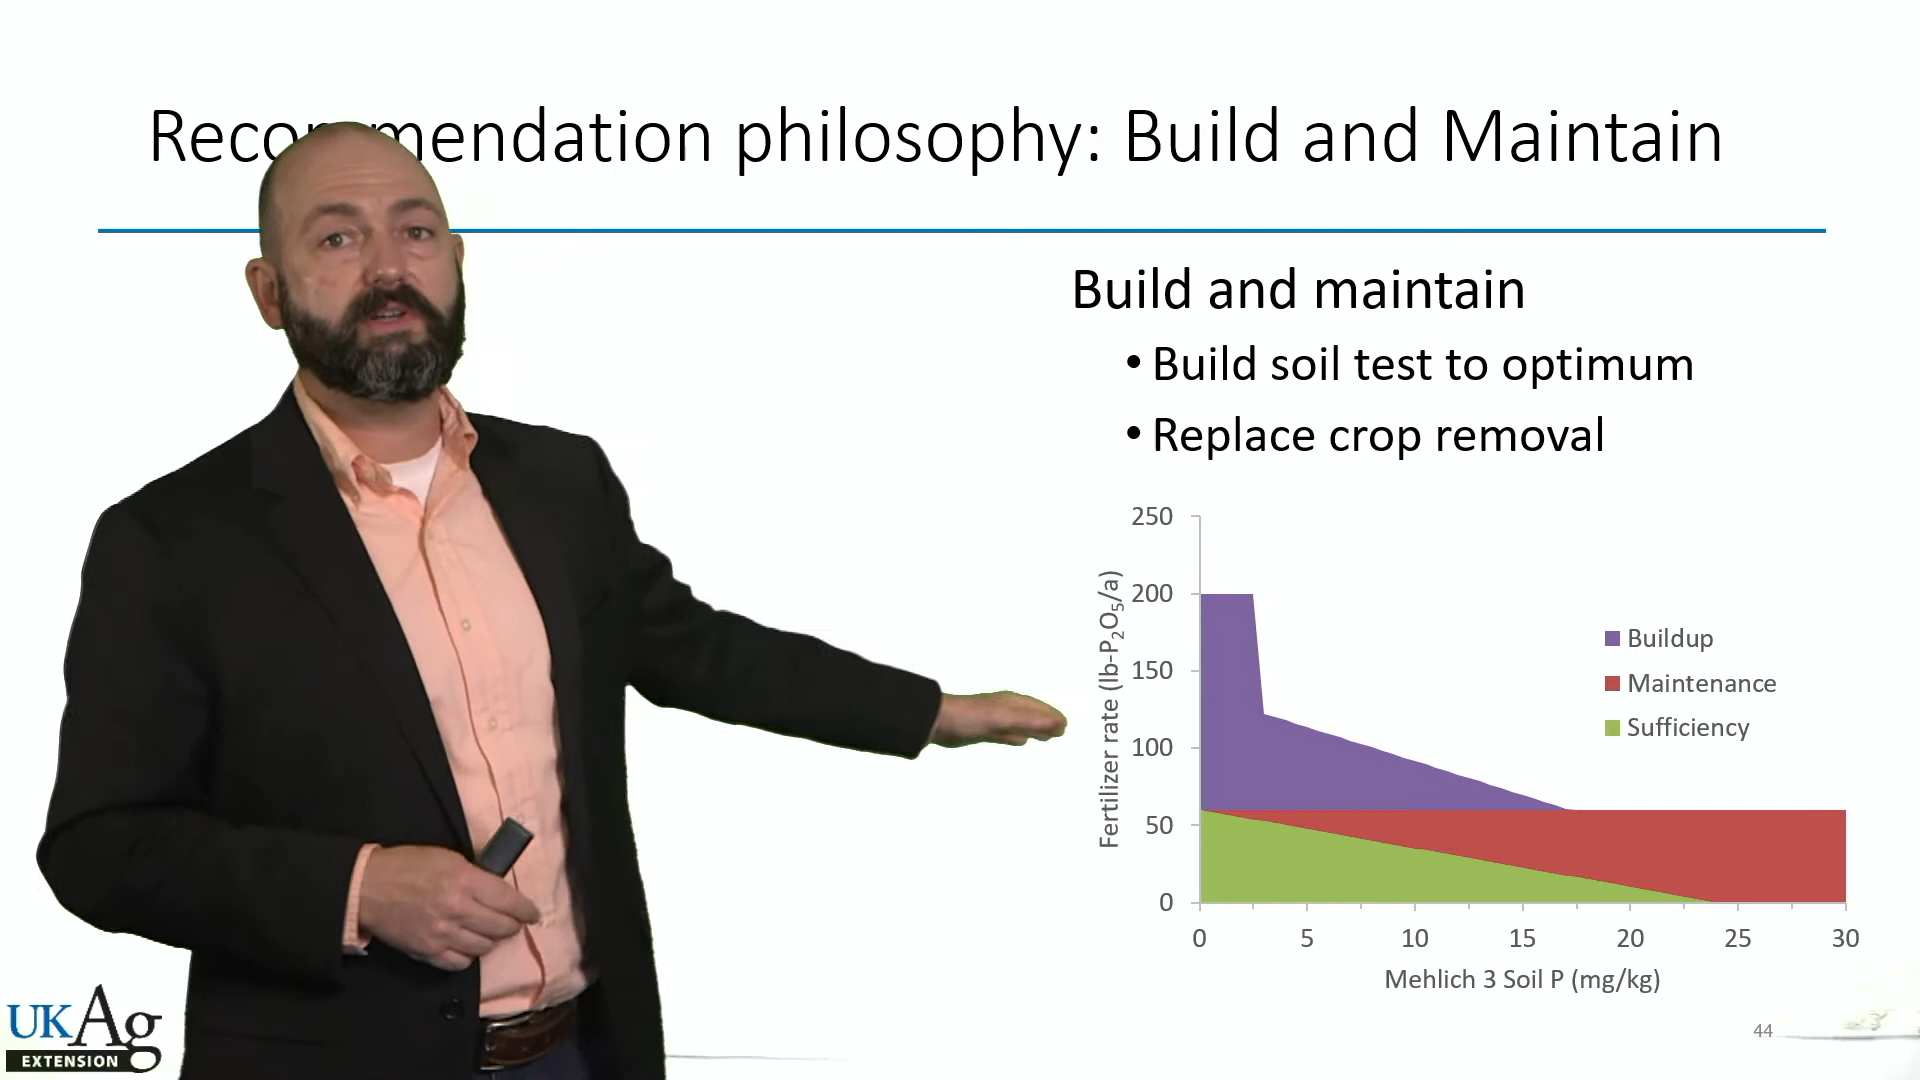 Recommendation philosophy: Build and Maintain
Build and maintain
• Build soil test to optimum
• Replace crop removal
250
200
150
100
50
0
Fertilizer rate (lb-P2O5/a)
Buildup
Maintenance
Sufficiency
0 5 10 15 20 25 30
Mehlich 3 Soil P (mg/kg)
44
UKAg
EXTENSION